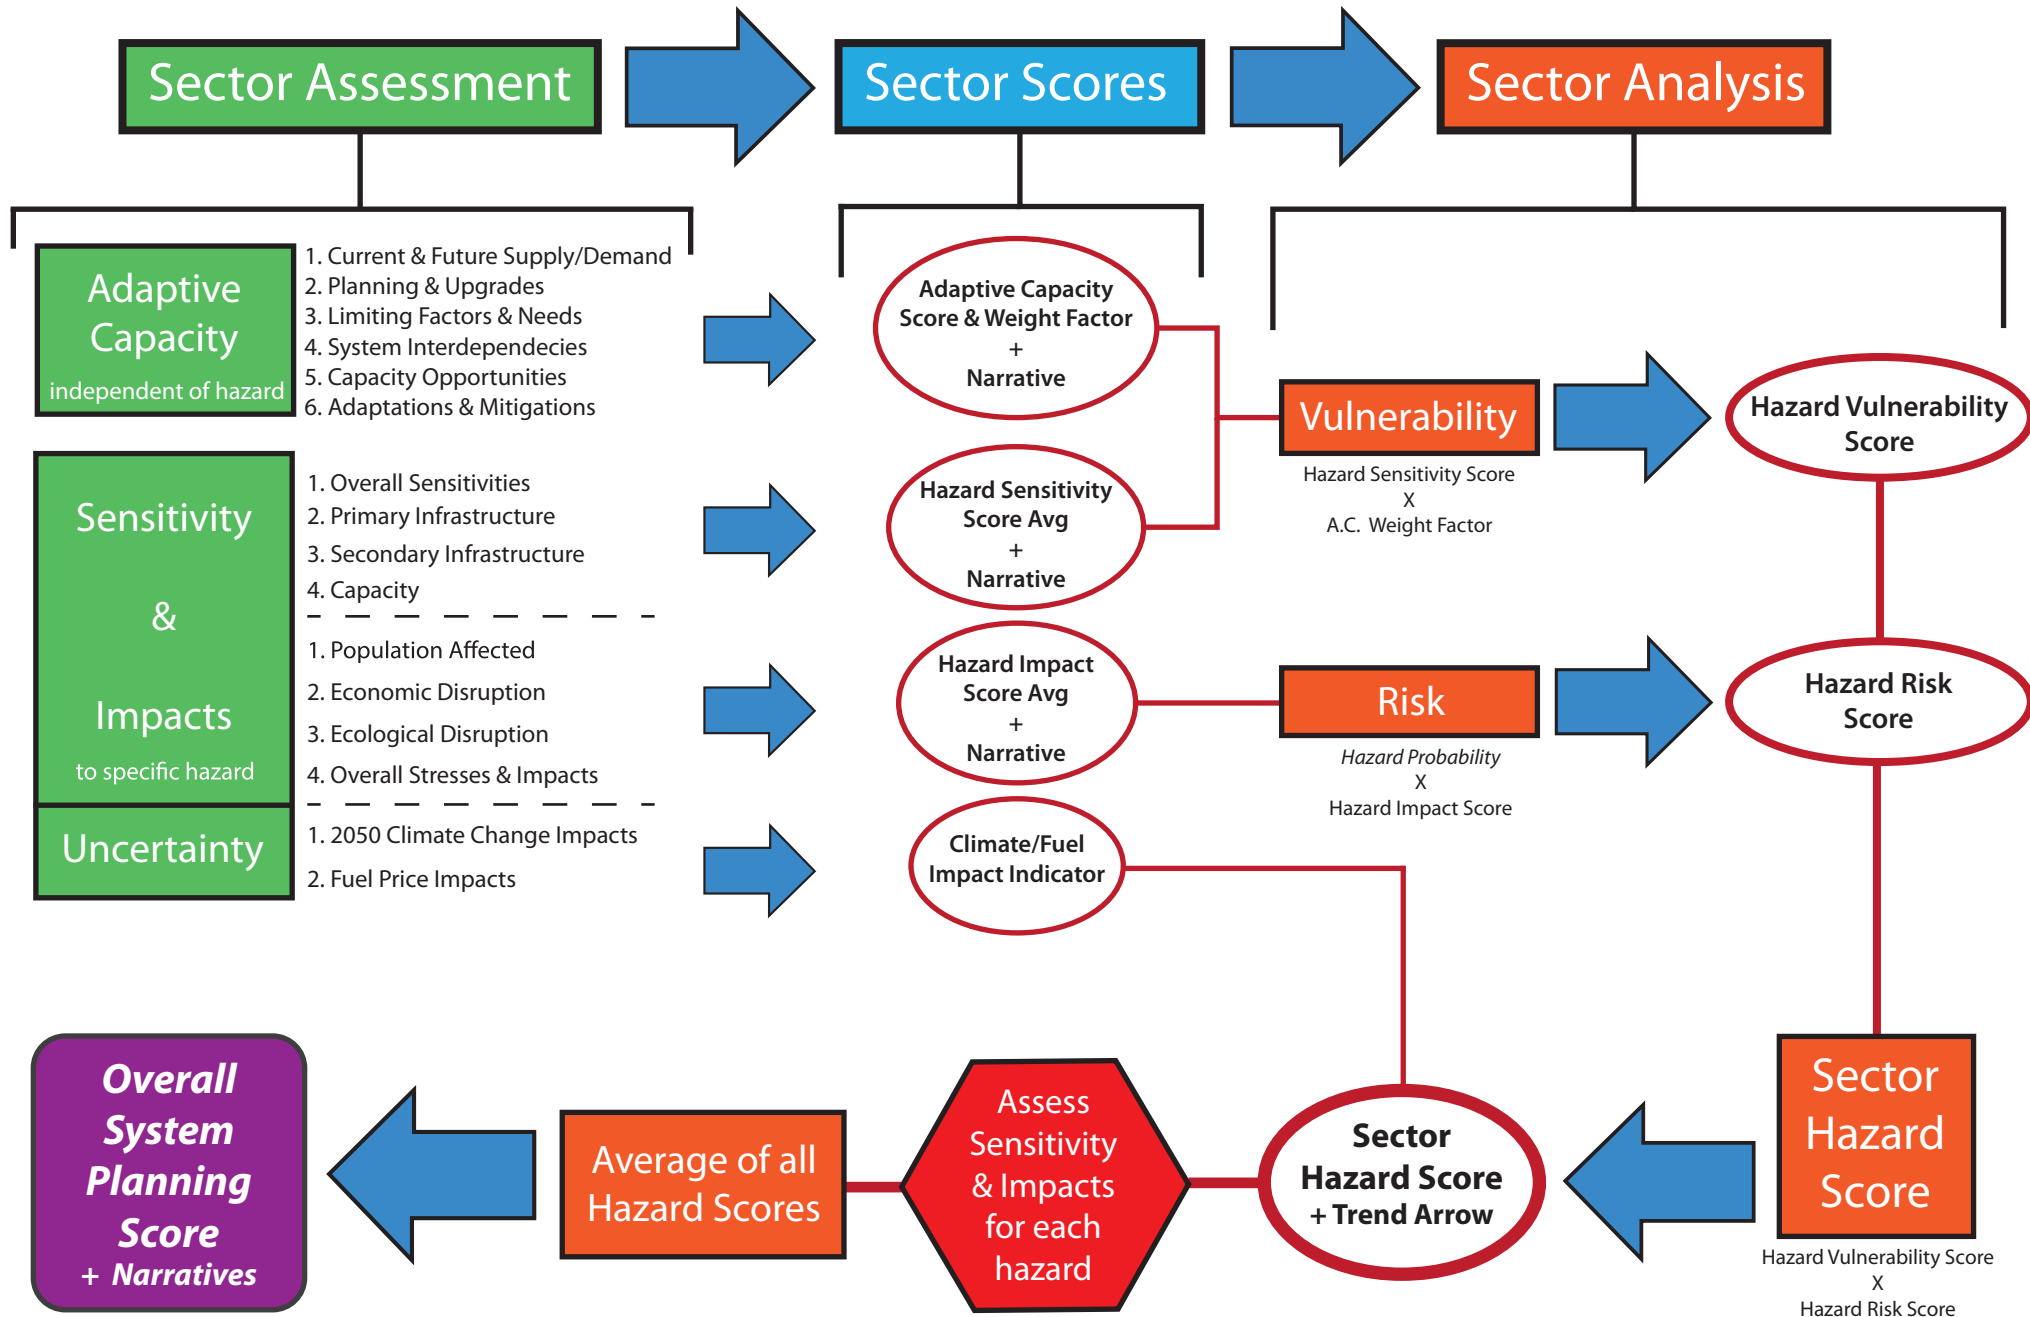 Sector Assessment
Sector Scores
Sector Analysis
Adaptive
Capacity
independent of hazard
1. Current & Future Supply/Demand
2. Planning & Upgrades
3. Limiting Factors & Needs
4. System Interdependecies
5. Capacity Opportunities
6. Adaptations & Mitigations
Adaptive Capacity
Score & Weight Factor
+
Narrative
Vulnerability
Hazard Sensitivity Score
X
A.C. Weight Factor
Hazard Vulnerability
Score
Sensitivity
&
Impacts
to specific hazard
1. Overall Sensitivities
2. Primary Infrastructure
3. Secondary Infrastructure
4. Capacity
Hazard Sensitivity
Score Avg
+
Narrative
1. Population Affected
2. Economic Disruption
3. Ecological Disruption
4. Overall Stresses & Impacts
Hazard Impact
Score Avg
+
Narrative
Risk
Hazard Probability
X
Hazard Impact Score
Hazard Risk
Score
Uncertainty
1. 2050 Climate Change Impacts
2. Fuel Price Impacts
Climate/Fuel
Impact Indicator
Sector
Hazard
Score
Hazard Vulnerability Score
X
Hazard Risk Score
Sector
Hazard Score
+ Trend Arrow
Assess
Sensitivity
& Impacts
for each
hazard
Average of all
Hazard Scores
Overall
System
Planning
Score
+ Narratives